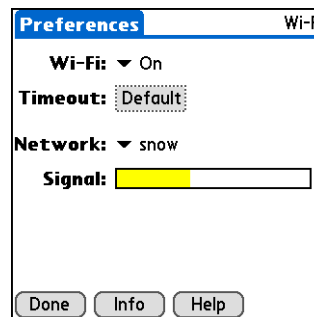 Preferences Wi-F
Wi-Fi: On
Timeout: Default
Network: snow
Signal:
Done Info Help